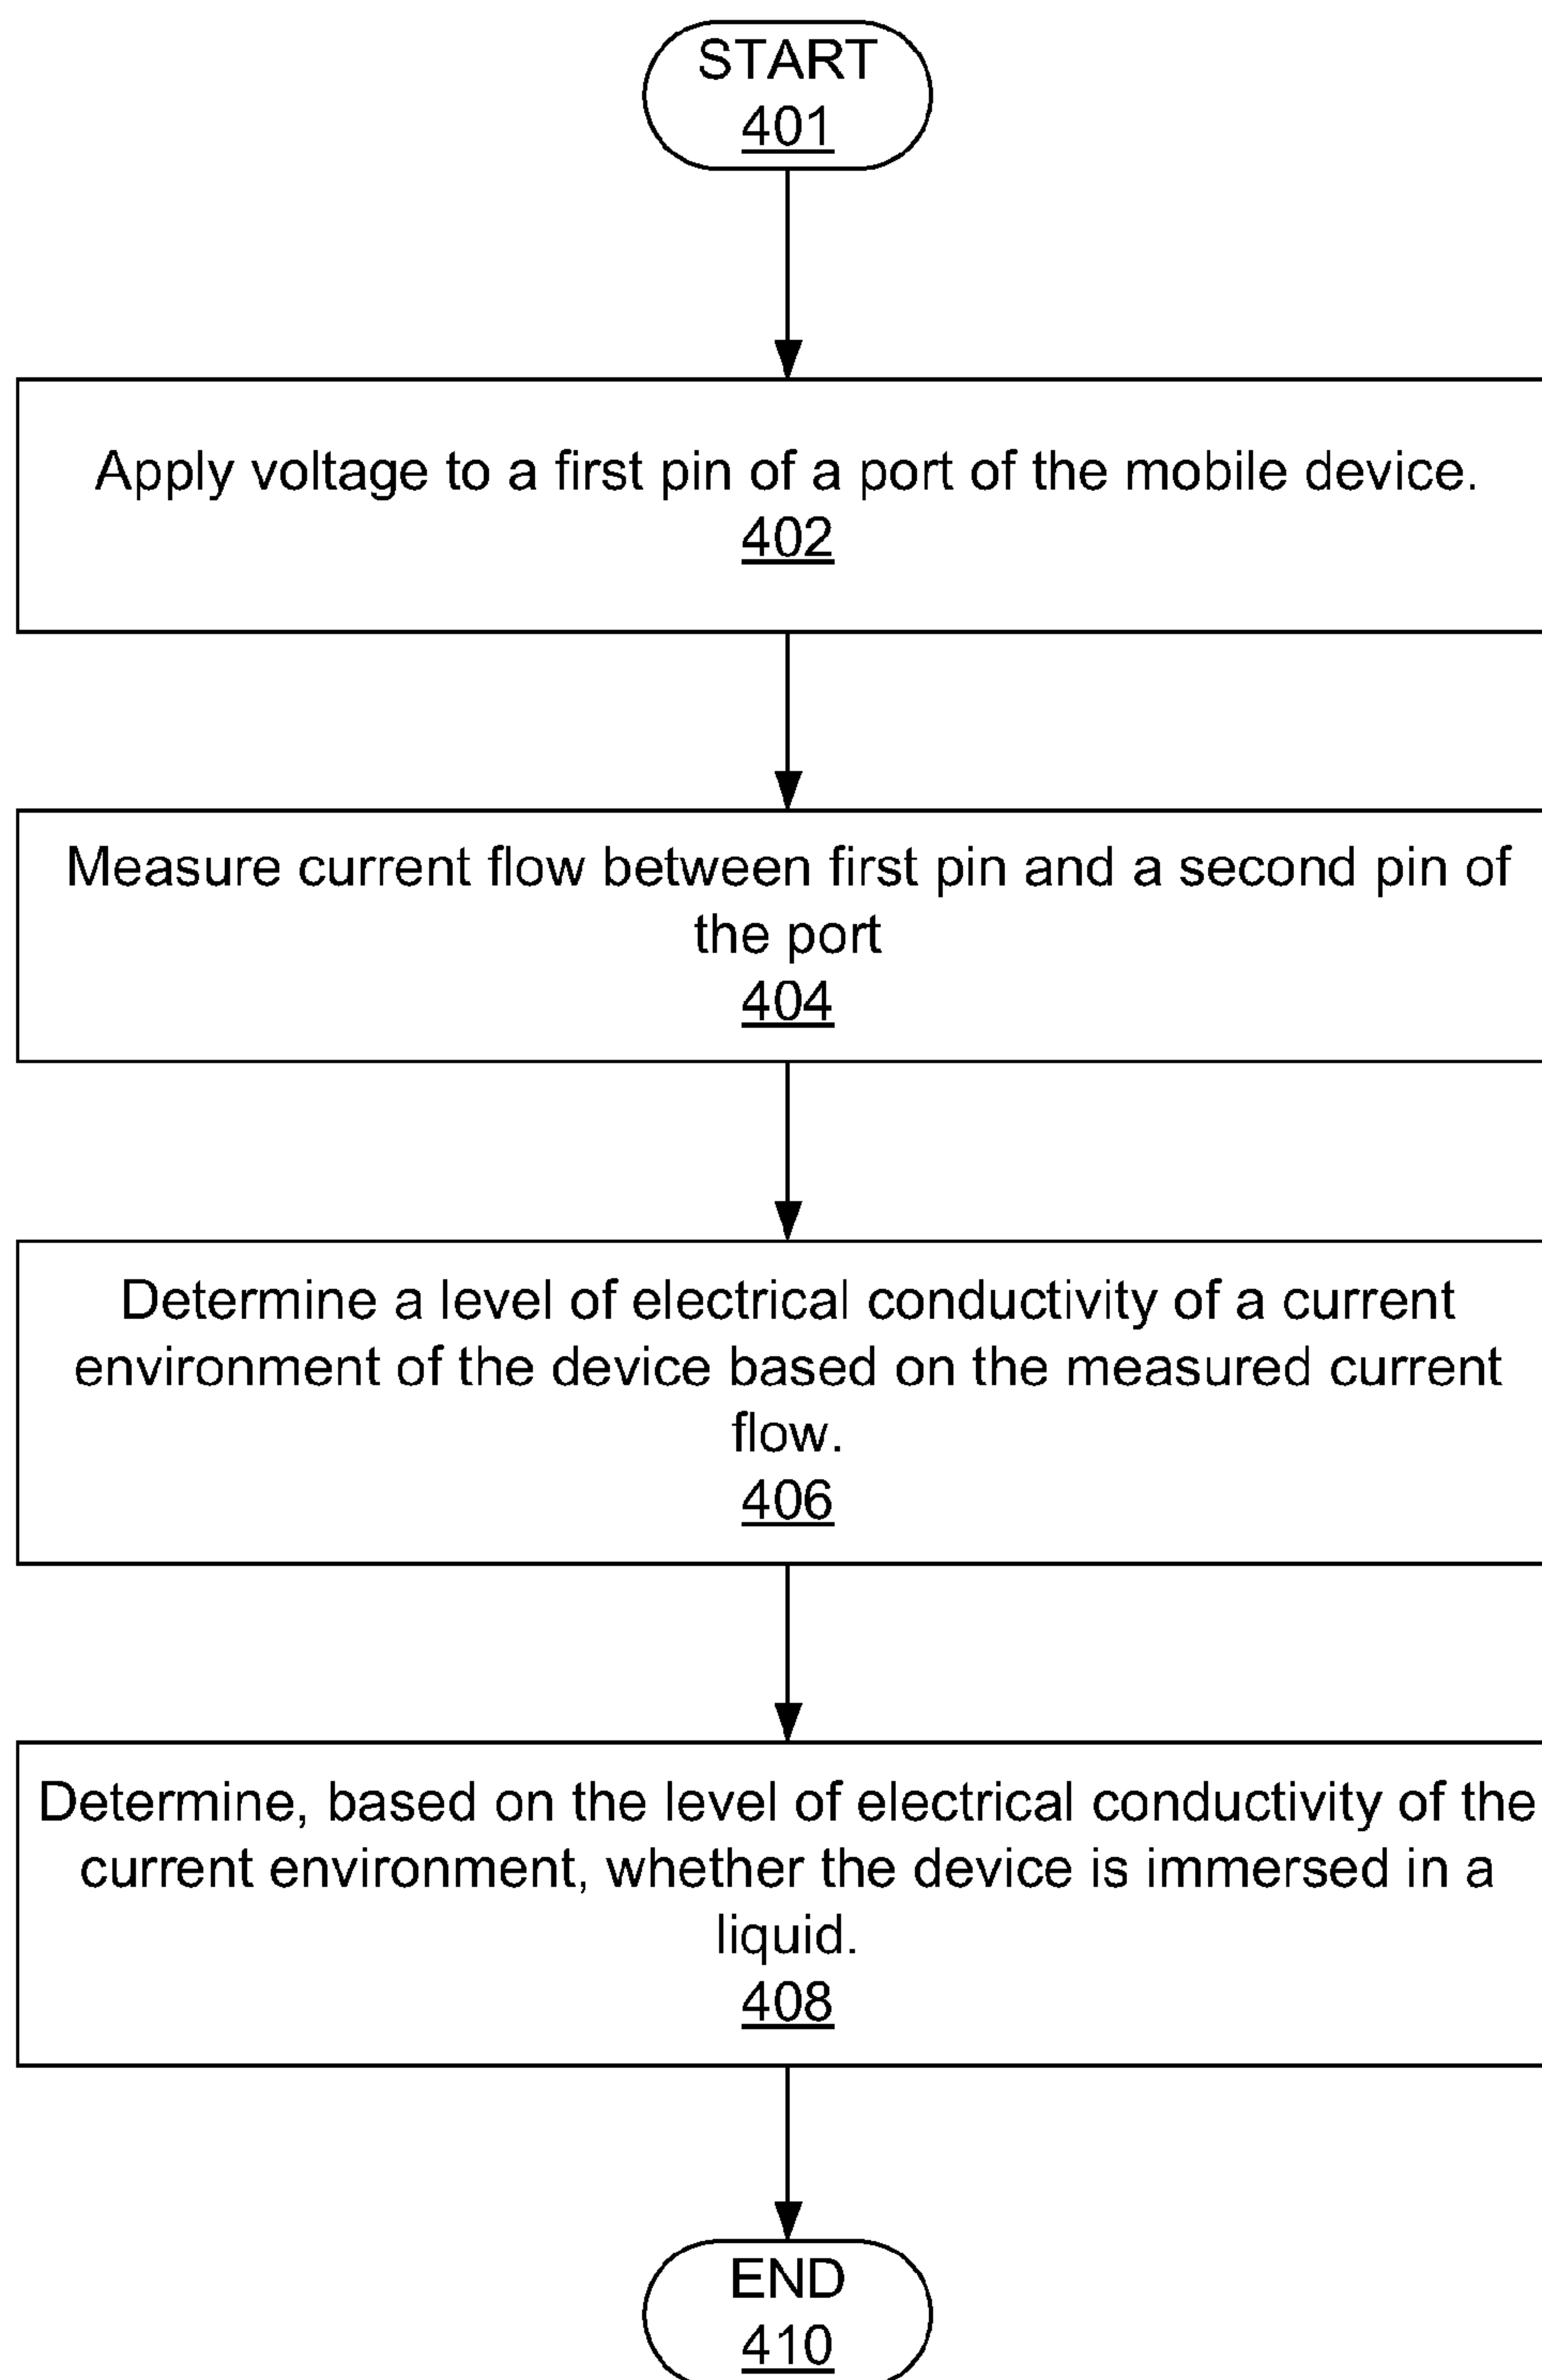 START
401
Apply voltage to a first pin of a port of the mobile device.
402
Measure current flow between first pin and a second pin of
the port
404
Determine a level of electrical conductivity of a current
environment of the device based on the measured current
flow.
406
Determine, based on the level of electrical conductivity of the
current environment, whether the device is immersed in a
liquid.
408
END
410